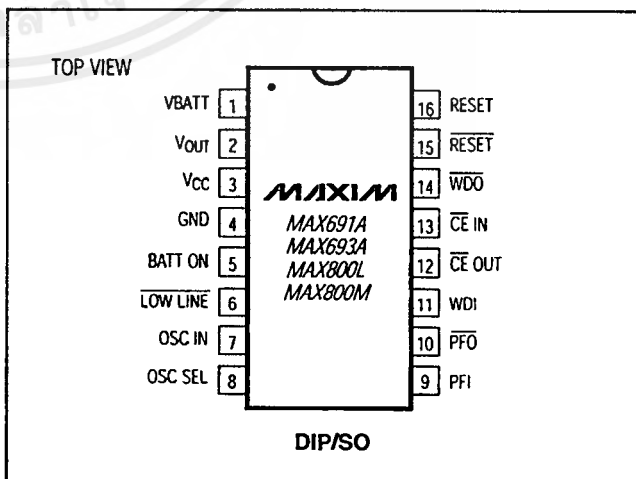 TOP VIEW
VBATT 1
VOUT 2
VCC 3
GND 4
BATT ON 5
LOW LINE 6
OSC IN 7
OSC SEL 8
MAXIM
MAX691A
MAX693A
MAX800L
MAX800M
16 RESET
15 RESET
14 WDO
13 CE IN
12 CE OUT
11 WDI
10 PFO
9 PFI
DIP/SO